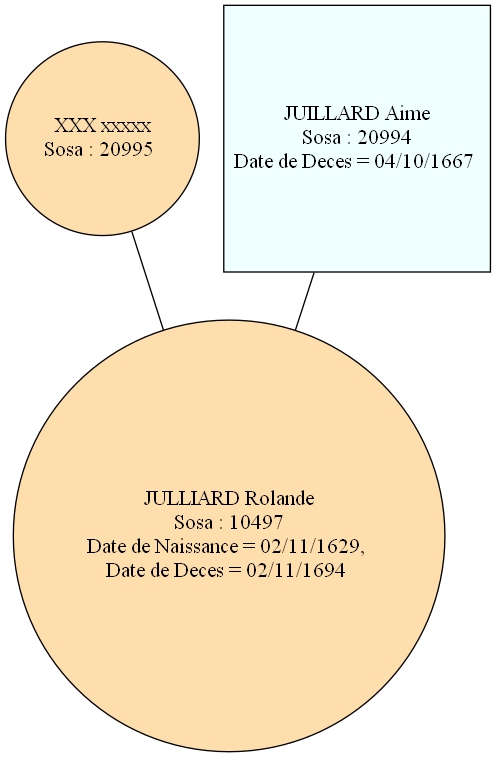 XXX xxxxx
Sosa : 20995
JUILLARD Aime
Sosa : 20994
Date de Deces = 04/10/1667
JULLIARD Rolande
Sosa : 10497
Date de Naissance = 02/11/1629,
Date de Deces = 02/11/1694